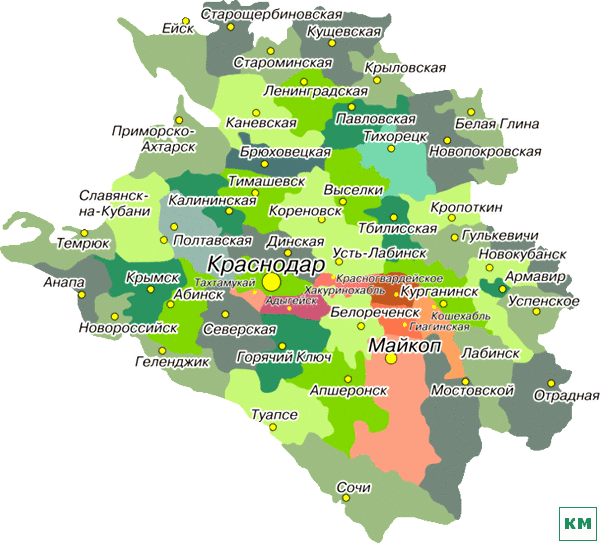 Старощербиновская
Ейск
Кущевская
Староминская
Крыловская
Ленинградская
Каневская
Павловская
Белая Глина
Приморско-
Ахтарск
Тихорецк
Брюховецкая
Новопокровская
Тимашевск
Славянск-
на-Кубани
Калининская
Выселки
Кореновск
Кропоткин
Тбилисская
Темрюк
Полтавская
Динская
Гулькевичи
Усть-Лабинск
Новокубанск
Краснодар
Анапа
Крымск
Тахтамукай
Красногвардейское
Армавир
Абинск
Адыгейск
Хакуринохабль
Курганинск
Успенское
Новороссийск
Северская
Белореченск
Кошехабль
Гиагинская
Геленджик
Горячий Ключ
Майкоп
Лабинск
Апшеронск
Мостовской
Отрадная
Туапсе
Сочи
КМ